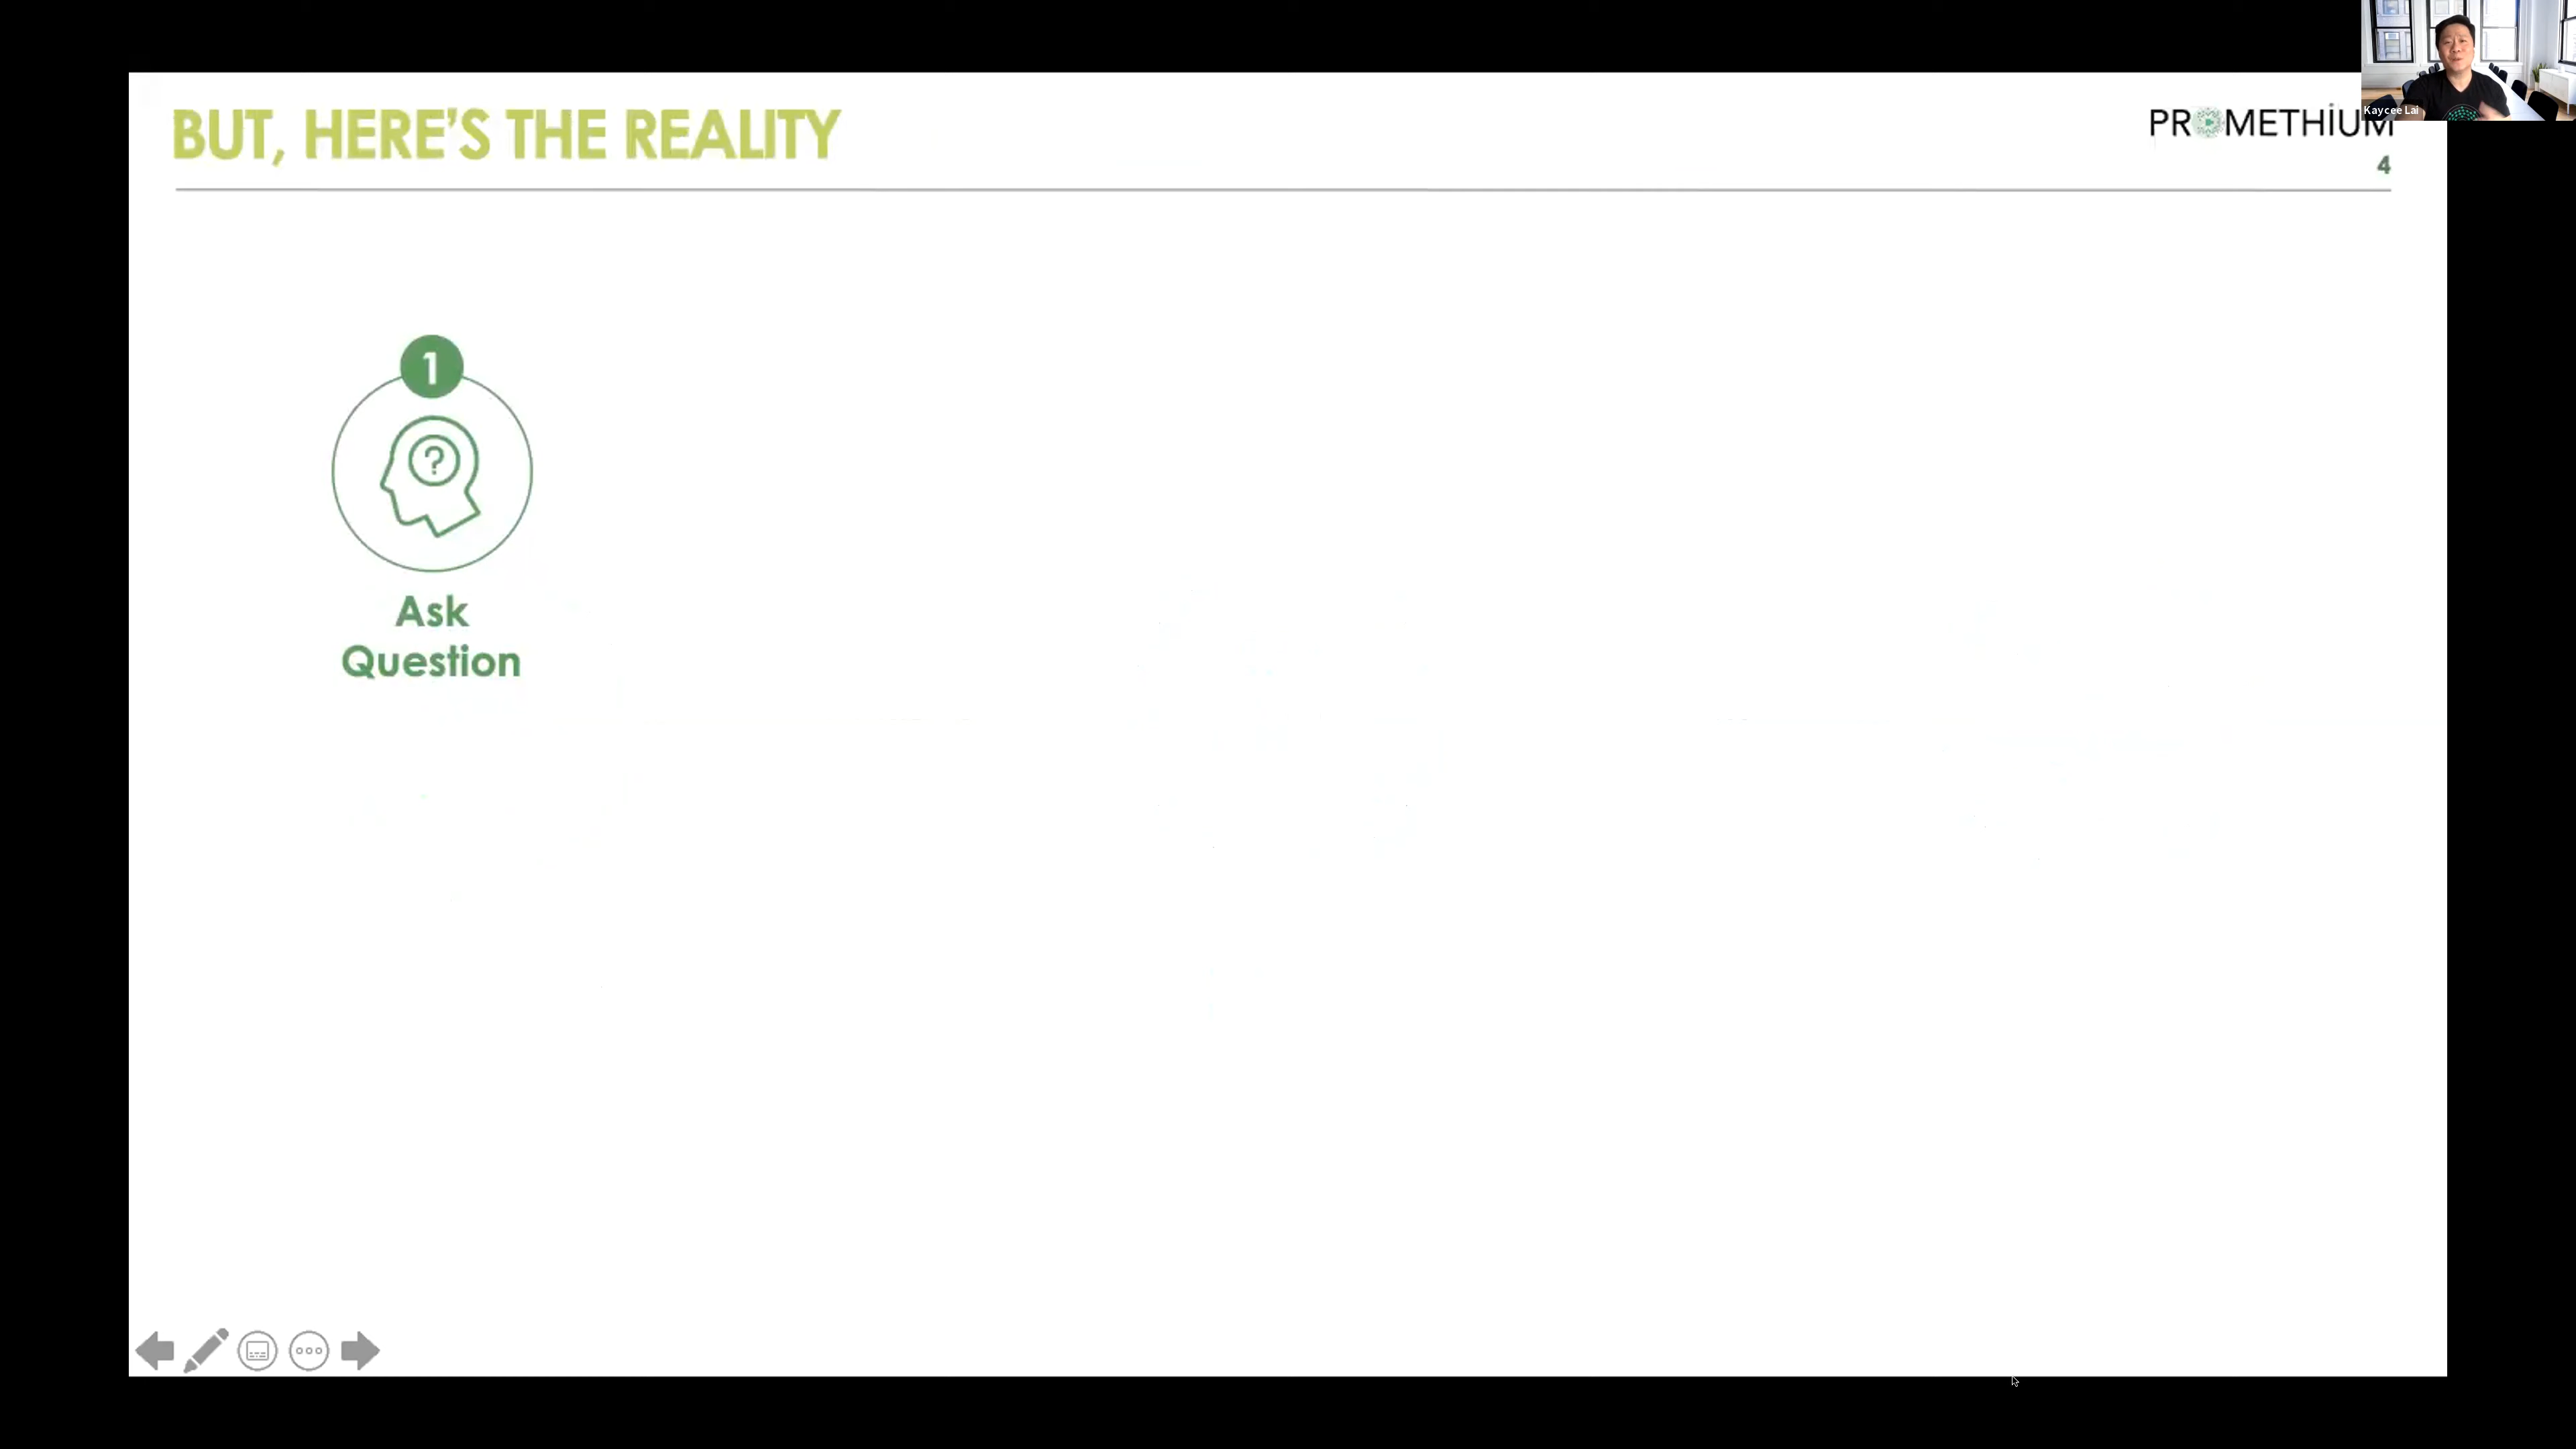 BUT, HERE'S THE REALITY
Kaycee Lai
PROMETHIUM
4
1
?
Ask
Question